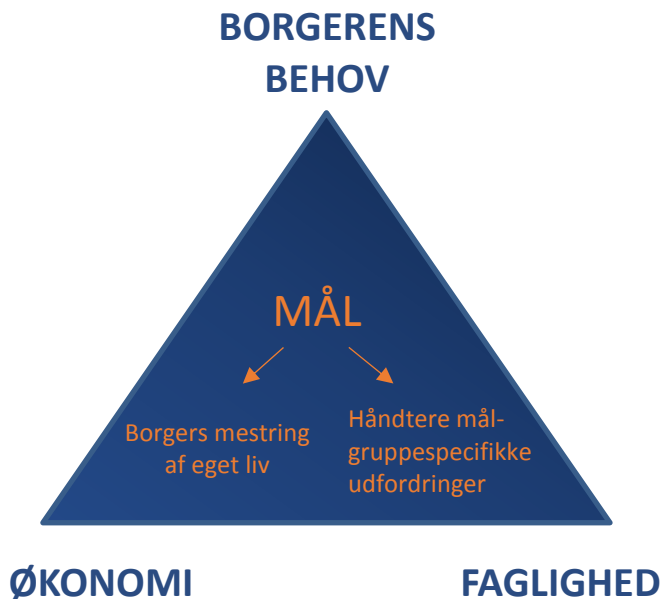 BORGERENS
BEHOV
MÅL
Borgers mestring
af eget liv
Håndtere mål-
gruppespecifikke
udfordringer
ØKONOMI
FAGLIGHED